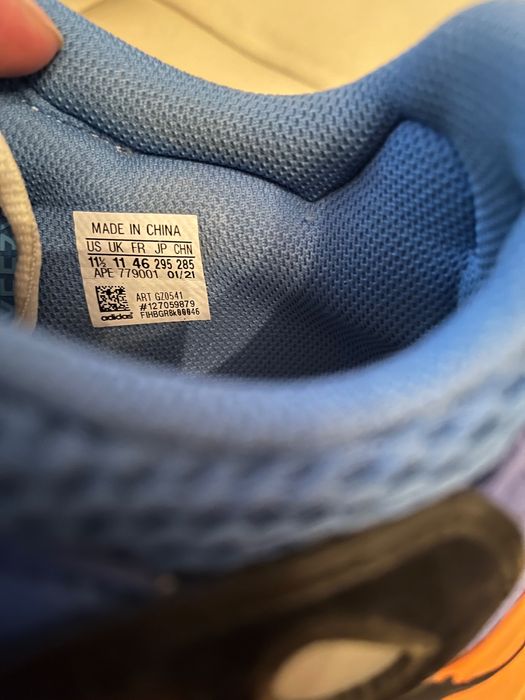 MADE IN CHINA
US UK FR JP CHN
11½ 11 46 295 285
APE 779001 01/21
ART GZ0541
#127059879
FIHBGR8k00046
adidas